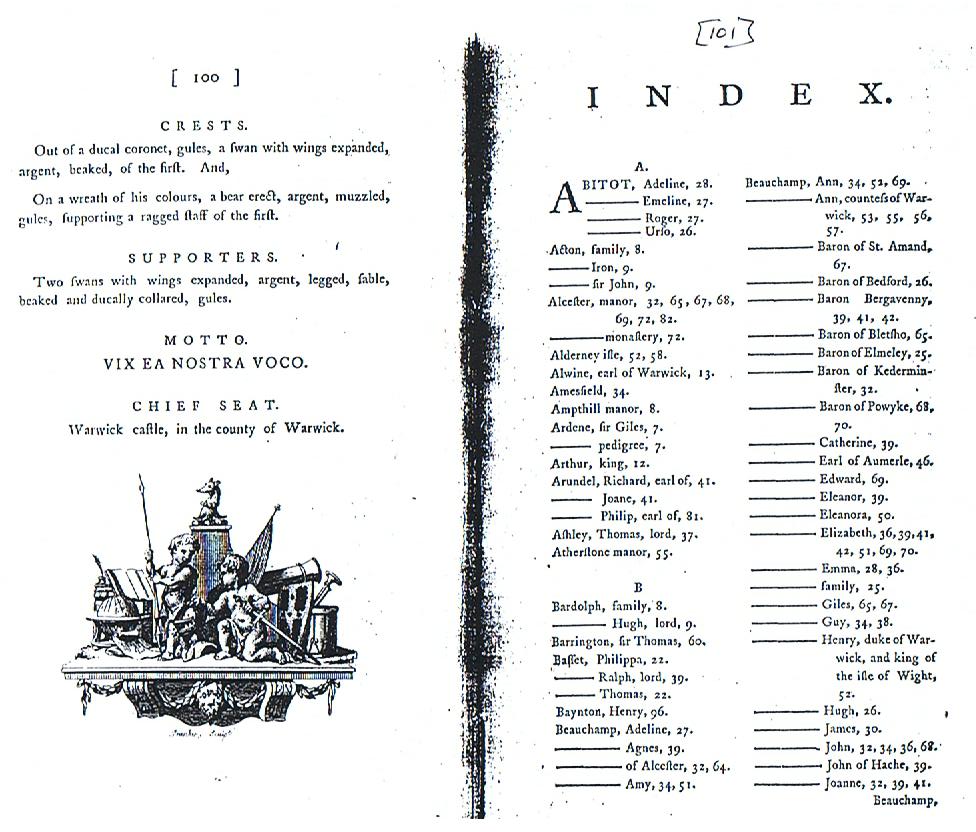 [ 100 ]
CRESTS.
Out of a ducal coronet, gules, a ſwan with wings expanded,
argent, beaked, of the firſt. And,
On a wreath of his colours, a bear erect, argent, muzzled,
gules, ſupporting a ragged ſtaff of the firſt.
SUPPORTERS.
Two ſwans with wings expanded, argent, legged, ſable,
beaked and ducally collared, gules.
MOTTO.
VIX EA NOSTRA VOCO.
CHIEF SEAT.
Warwick caſtle, in the county of Warwick.
[101]
INDEX.
A.
ABITOT, Adeline, 28.
——— Emeline, 27.
——— Roger, 27.
——— Urſo, 26.
Acton, family, 8.
——— Iron, 9.
——— ſir John, 9.
Alceſter, manor, 32, 65, 67, 68,
69, 72, 82.
——— monaſtery, 72.
Alderney iſle, 52, 58.
Alwine, earl of Warwick, 13.
Amesfield, 34.
Ampthill manor, 8.
Ardene, ſir Giles, 7.
——— pedigree, 7.
Arthur, king, 12.
Arundel, Richard, earl of, 41.
——— Joane, 41.
——— Philip, earl of, 81.
Aſhley, Thomas, lord, 37.
Atherſtone manor, 55.
B
Bardolph, family, 8.
——— Hugh, lord, 9.
Barrington, ſir Thomas, 60.
Baſſet, Philippa, 22.
——— Ralph, lord, 39.
——— Thomas, 22.
Baynton, Henry, 96.
Beauchamp, Adeline, 27.
——— Agnes, 39.
——— of Alceſter, 32, 64.
——— Amy, 34, 51.
Beauchamp, Ann, 34, 52, 69.
——— Ann, counteſs of War-
wick, 53, 55, 56,
57.
——— Baron of St. Amand,
67.
——— Baron of Bedford, 26.
——— Baron Bergavenny,
39, 41, 42.
——— Baron of Bletſho, 65.
——— Baron of Elmeley, 25.
——— Baron of Kedermin-
ſter, 32.
——— Baron of Powyke, 68,
70.
——— Catherine, 39.
——— Earl of Aumerle, 46.
——— Edward, 69.
——— Eleanor, 39.
——— Eleanora, 50.
——— Elizabeth, 36, 39, 41,
42, 51, 69, 70.
——— Emma, 28, 36.
——— family, 25.
——— Giles, 65, 67.
——— Guy, 34, 38.
——— Henry, duke of War-
wick, and king of
the iſle of Wight,
52.
——— Hugh, 26.
——— James, 30.
——— John, 32, 34, 36, 68.
——— John of Hache, 39.
——— Joanne, 32, 39, 41.
Beauchamp,